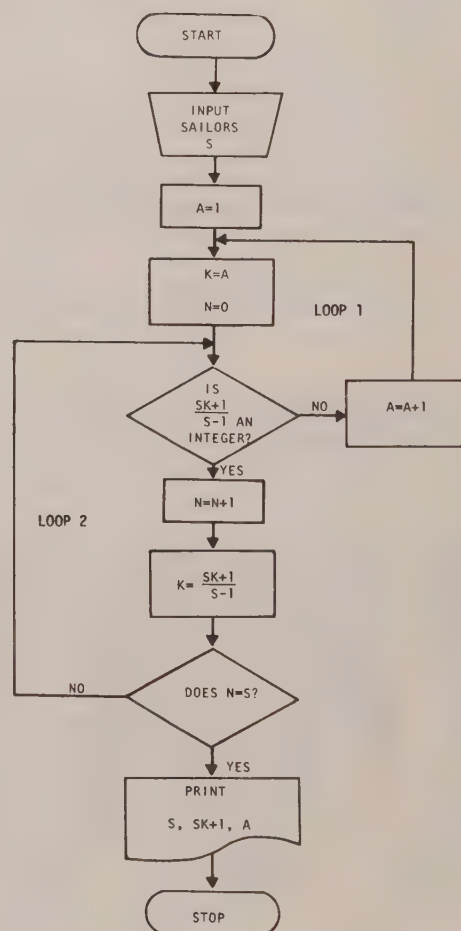 START
INPUT
SAILORS
S
A=1
K=A
N=0
LOOP 1
IS
SK+1
S-1 AN
INTEGER?
NO
A=A+1
YES
N=N+1
LOOP 2
K= SK+1
S-1
NO
DOES N=S?
YES
PRINT
S, SK+1, A
STOP